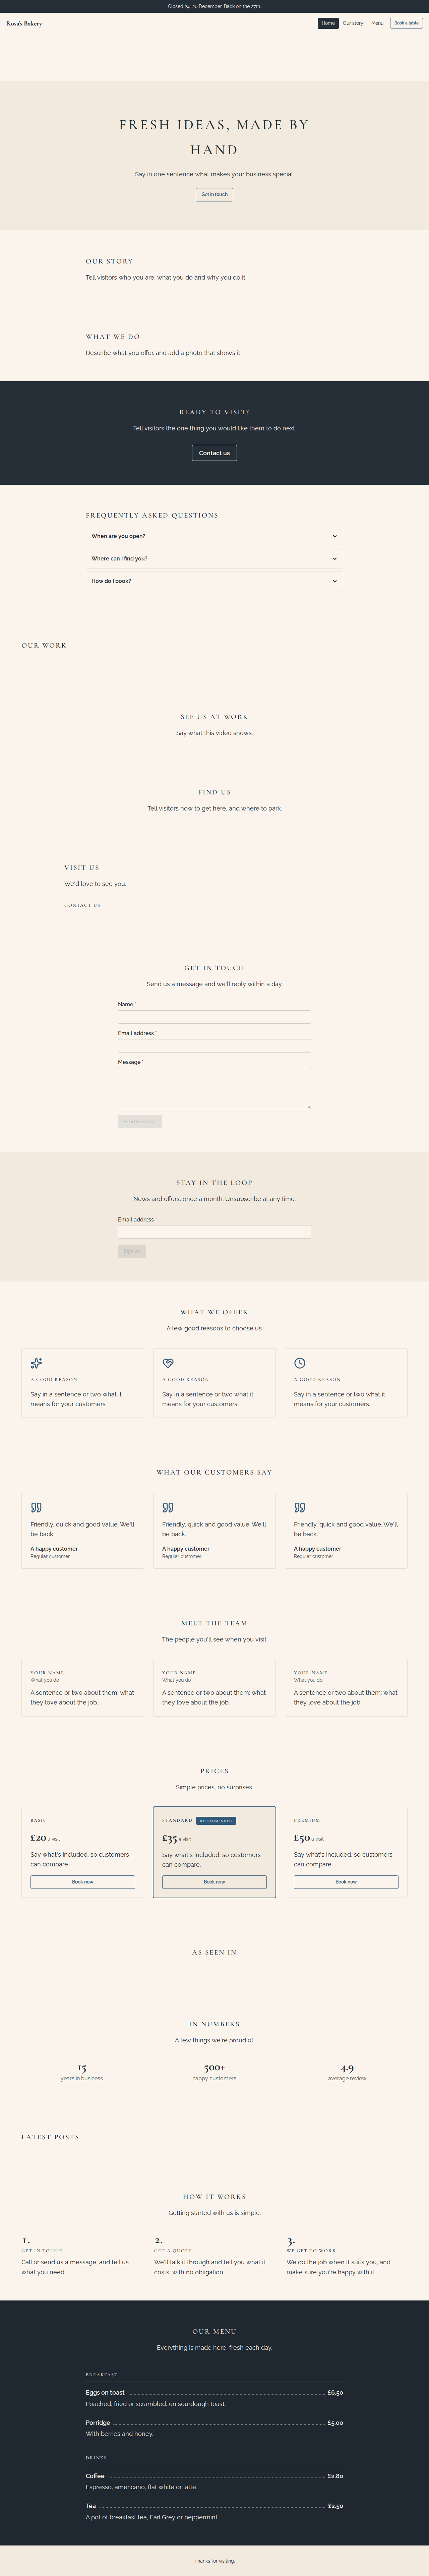 Closed 24–26 December. Back on the 27th.
Rosa's Bakery
Home Our story Menu Book a table
FRESH IDEAS, MADE BY
HAND
Say in one sentence what makes your business special.
Get in touch
OUR STORY
Tell visitors who you are, what you do and why you do it.
WHAT WE DO
Describe what you offer, and add a photo that shows it.
READY TO VISIT?
Tell visitors the one thing you would like them to do next.
Contact us
FREQUENTLY ASKED QUESTIONS
When are you open?
Where can I find you?
How do I book?
OUR WORK
SEE US AT WORK
Say what this video shows.
FIND US
Tell visitors how to get here, and where to park.
VISIT US
We'd love to see you.
CONTACT US
GET IN TOUCH
Send us a message and we'll reply within a day.
Name *
Email address *
Message *
Send message
STAY IN THE LOOP
News and offers, once a month. Unsubscribe at any time.
Email address *
Sign up
WHAT WE OFFER
A few good reasons to choose us.
A GOOD REASON
Say in a sentence or two what it
means for your customers.
A GOOD REASON
Say in a sentence or two what it
means for your customers.
A GOOD REASON
Say in a sentence or two what it
means for your customers.
WHAT OUR CUSTOMERS SAY
Friendly, quick and good value. We'll
be back.
A happy customer
Regular customer
Friendly, quick and good value. We'll
be back.
A happy customer
Regular customer
Friendly, quick and good value. We'll
be back.
A happy customer
Regular customer
MEET THE TEAM
The people you'll see when you visit.
YOUR NAME
What you do
A sentence or two about them: what
they love about the job.
YOUR NAME
What you do
A sentence or two about them: what
they love about the job.
YOUR NAME
What you do
A sentence or two about them: what
they love about the job.
PRICES
Simple prices, no surprises.
BASIC
£20 a visit
Say what's included, so customers
can compare.
Book now
STANDARD RECOMMENDED
£35 a visit
Say what's included, so customers
can compare.
Book now
PREMIUM
£50 a visit
Say what's included, so customers
can compare.
Book now
AS SEEN IN
IN NUMBERS
A few things we're proud of.
15
years in business
500+
happy customers
4.9
average review
LATEST POSTS
HOW IT WORKS
Getting started with us is simple.
1.
GET IN TOUCH
Call or send us a message, and tell us
what you need.
2.
GET A QUOTE
We'll talk it through and tell you what it
costs, with no obligation.
3.
WE GET TO WORK
We do the job when it suits you, and
make sure you're happy with it.
OUR MENU
Everything is made here, fresh each day.
BREAKFAST
Eggs on toast £6.50
Poached, fried or scrambled, on sourdough toast.
Porridge £5.00
With berries and honey.
DRINKS
Coffee £2.80
Espresso, americano, flat white or latte.
Tea £2.50
A pot of breakfast tea, Earl Grey or peppermint.
Thanks for visiting.